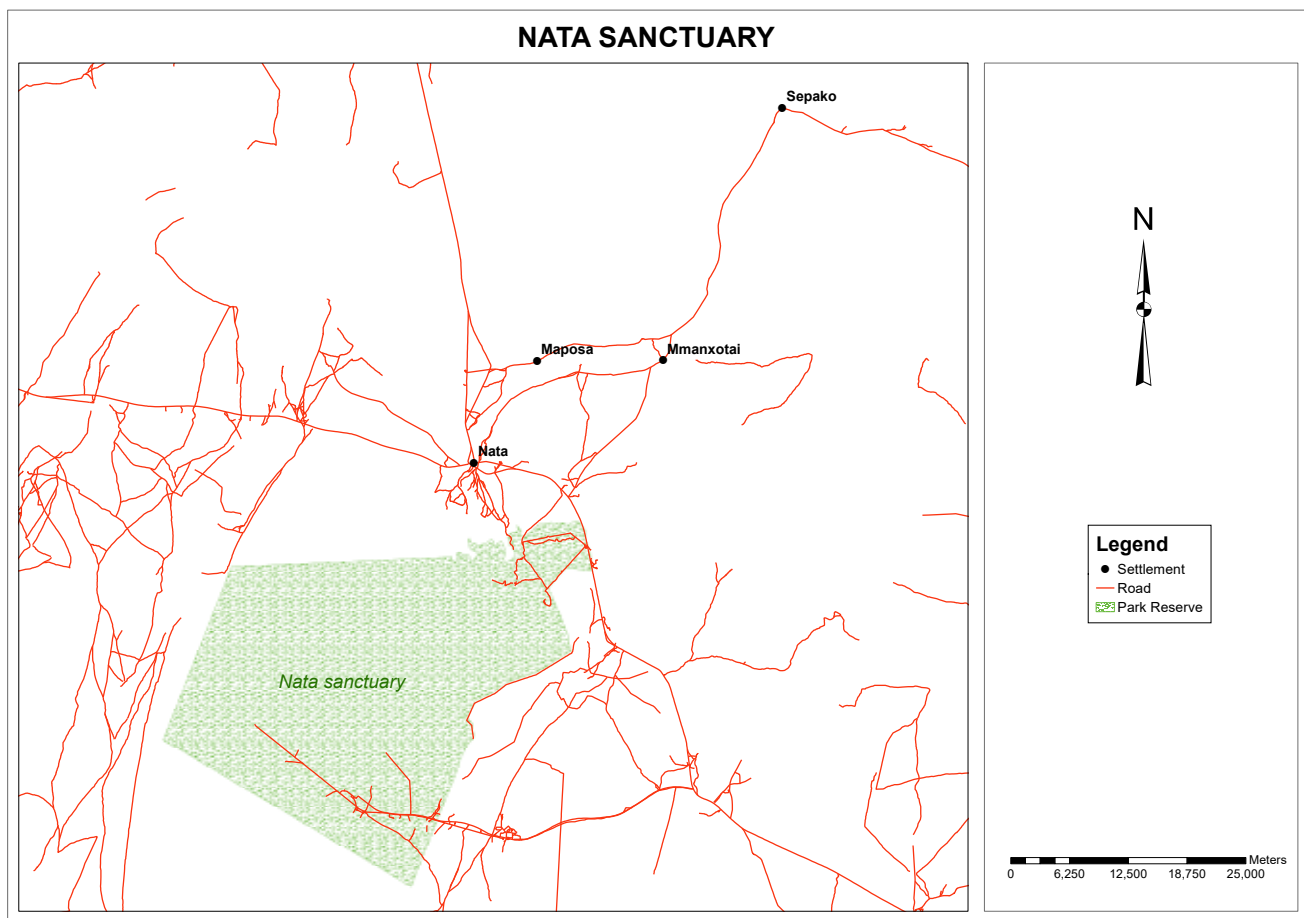 NATA SANCTUARY
Sepako
N
Maposa
Mmanxotai
Nata
Legend
Settlement
Road
Park Reserve
Nata sanctuary
Meters
0 6,250 12,500 18,750 25,000